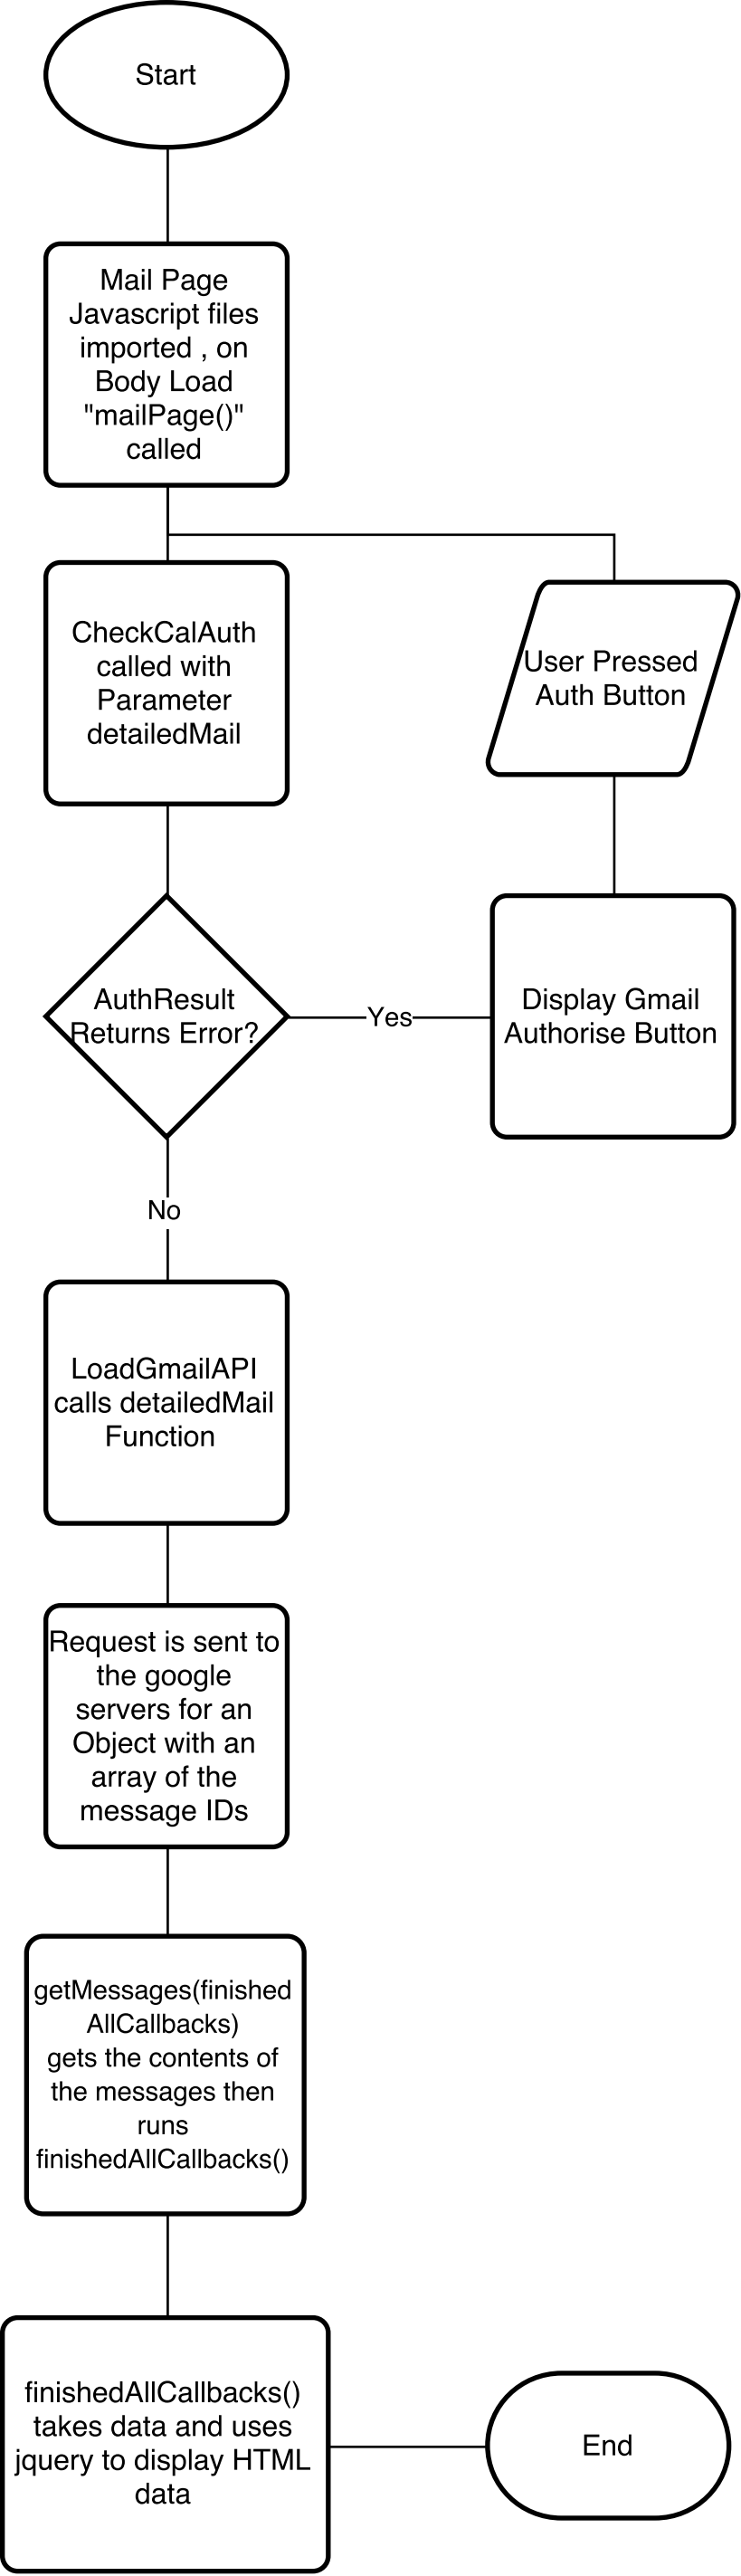 Start
Mail Page
Javascript files
imported , on
Body Load
"mailPage()"
called
CheckCalAuth
called with
Parameter
detailedMail
User Pressed
Auth Button
AuthResult
Returns Error?
Yes
Display Gmail
Authorise Button
No
LoadGmailAPI
calls detailedMail
Function
Request is sent to
the google
servers for an
Object with an
array of the
message IDs
getMessages(finished
AllCallbacks)
gets the contents of
the messages then
runs
finishedAllCallbacks()
finishedAllCallbacks()
takes data and uses
jquery to display HTML
data
End